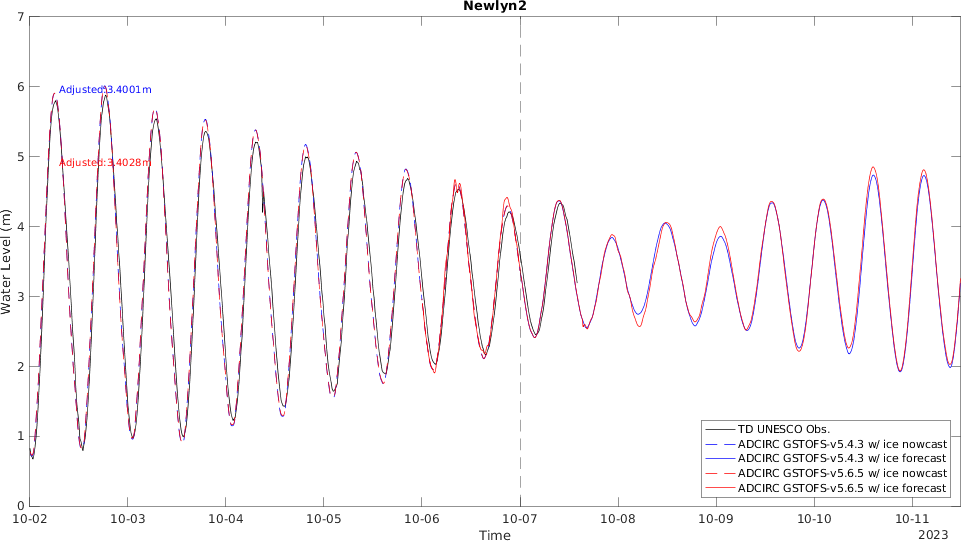 Newlyn2
7
6
5
4
3
2
1
0
Water Level (m)
Adjusted:3.4001m
Adjusted:3.4028m
TD UNESCO Obs.
ADCIRC GSTOFS-v5.4.3 w/ ice nowcast
ADCIRC GSTOFS-v5.4.3 w/ ice forecast
ADCIRC GSTOFS-v5.6.5 w/ ice nowcast
ADCIRC GSTOFS-v5.6.5 w/ ice forecast
10-02 10-03 10-04 10-05 10-06 10-07 10-08 10-09 10-10 10-11
Time
2023